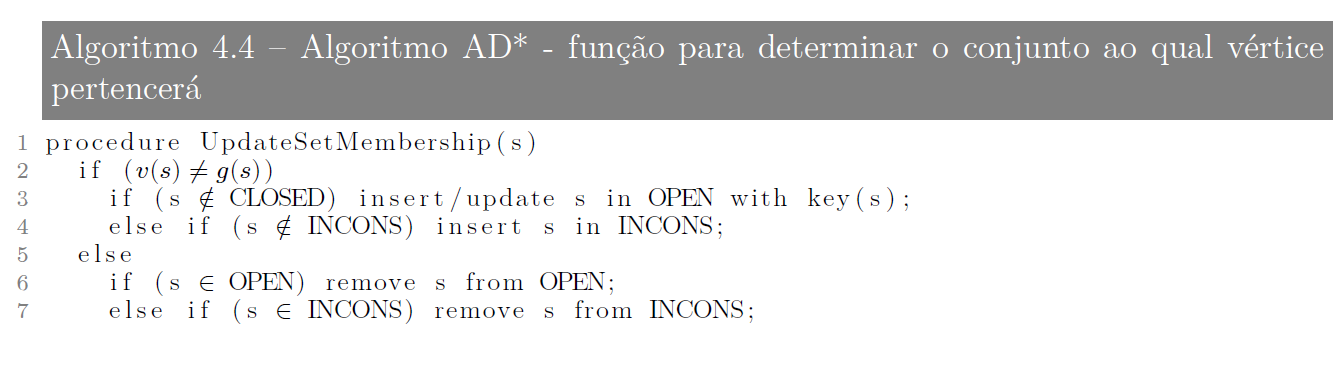 Algoritmo 4.4 – Algoritmo AD* - função para determinar o conjunto ao qual vértice
pertencerá
1 procedure UpdateSetMembership(s)
2 if (v(s) ≠ g(s))
3 if (s ∉ CLOSED) insert/update s in OPEN with key(s);
4 else if (s ∉ INCONS) insert s in INCONS;
5 else
6 if (s ∈ OPEN) remove s from OPEN;
7 else if (s ∈ INCONS) remove s from INCONS;